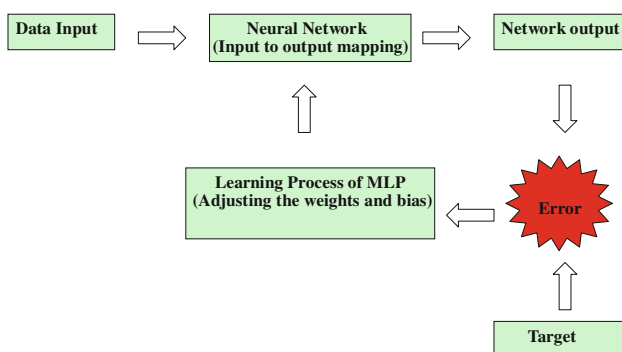 Data Input
Neural Network
(Input to output mapping)
Network output
Learning Process of MLP
(Adjusting the weights and bias)
Error
Target